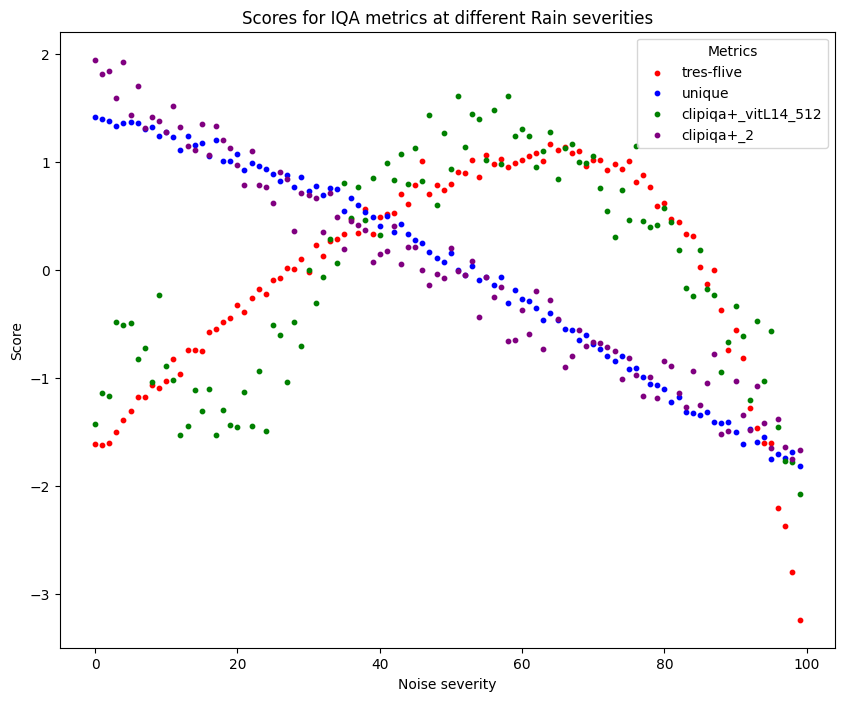 Scores for IQA metrics at different Rain severities
Metrics
tres-flive
unique
clipiqa+_vitL14_512
clipiqa+_2
Score
2
1
0
−1
−2
−3
0 20 40 60 80 100
Noise severity